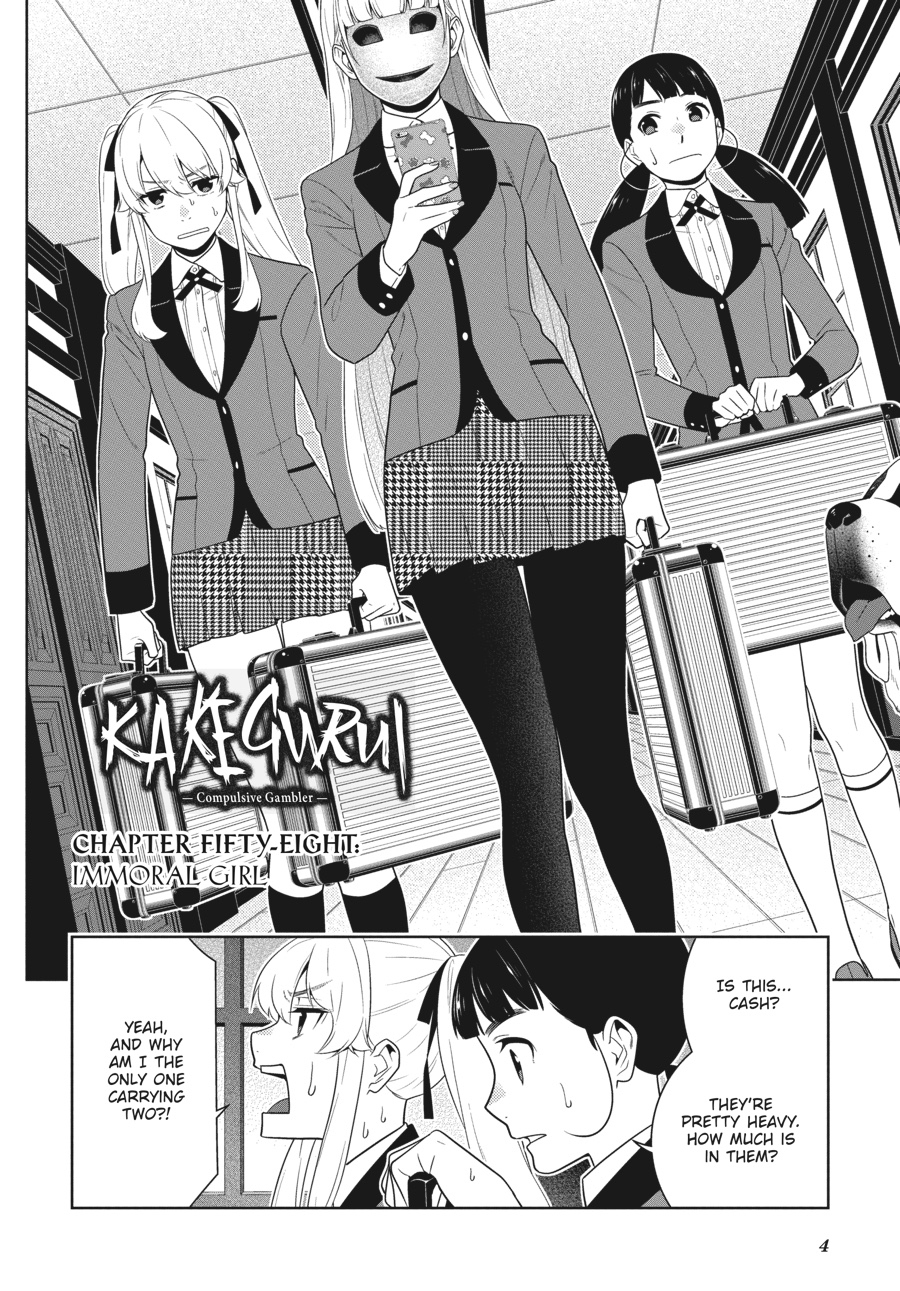 KAKEGURUI
— Compulsive Gambler —
CHAPTER FIFTY-EIGHT:
IMMORAL GIRL
IS THIS...
CASH?
THEY'RE
PRETTY HEAVY.
HOW MUCH IS
IN THEM?
YEAH,
AND WHY
AM I THE
ONLY ONE
CARRYING
TWO?!
4